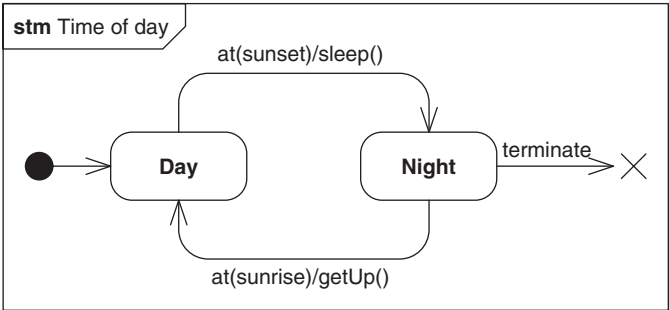 stm Time of day
at(sunset)/sleep()
Day
Night
terminate
at(sunrise)/getUp()